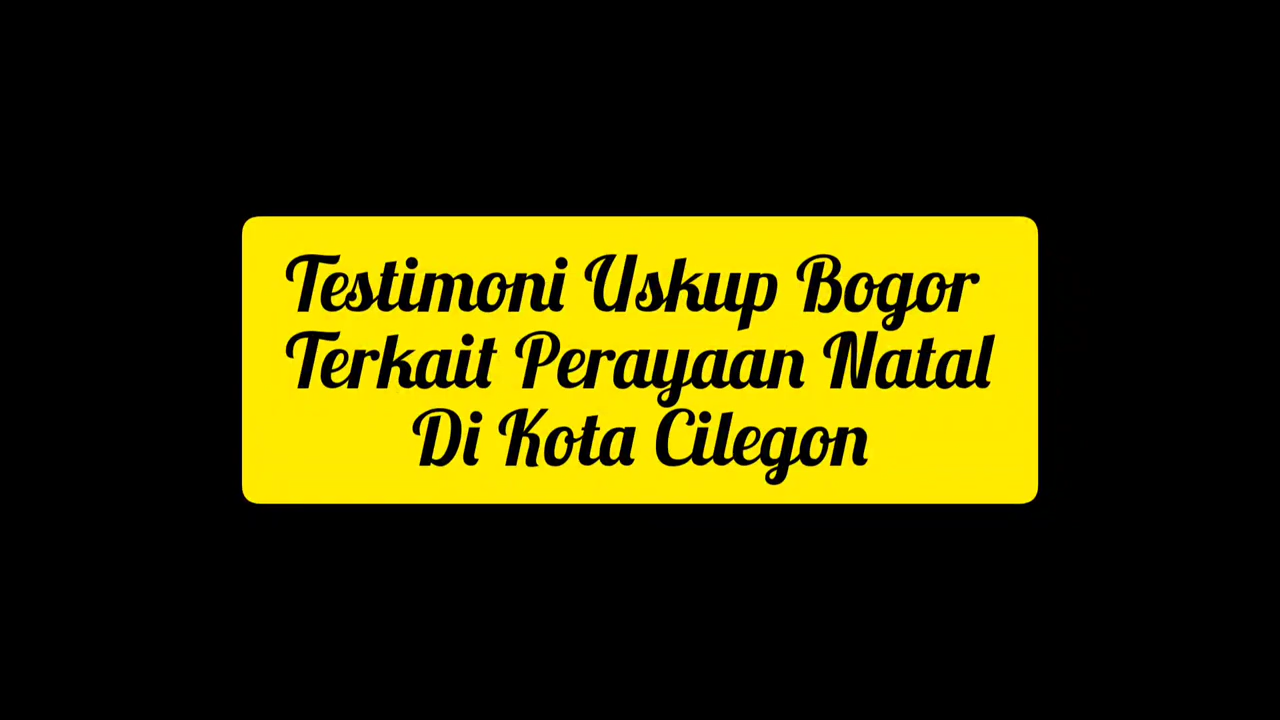 Testimoni Uskup Bogor
Terkait Perayaan Natal
Di Kota Cilegon